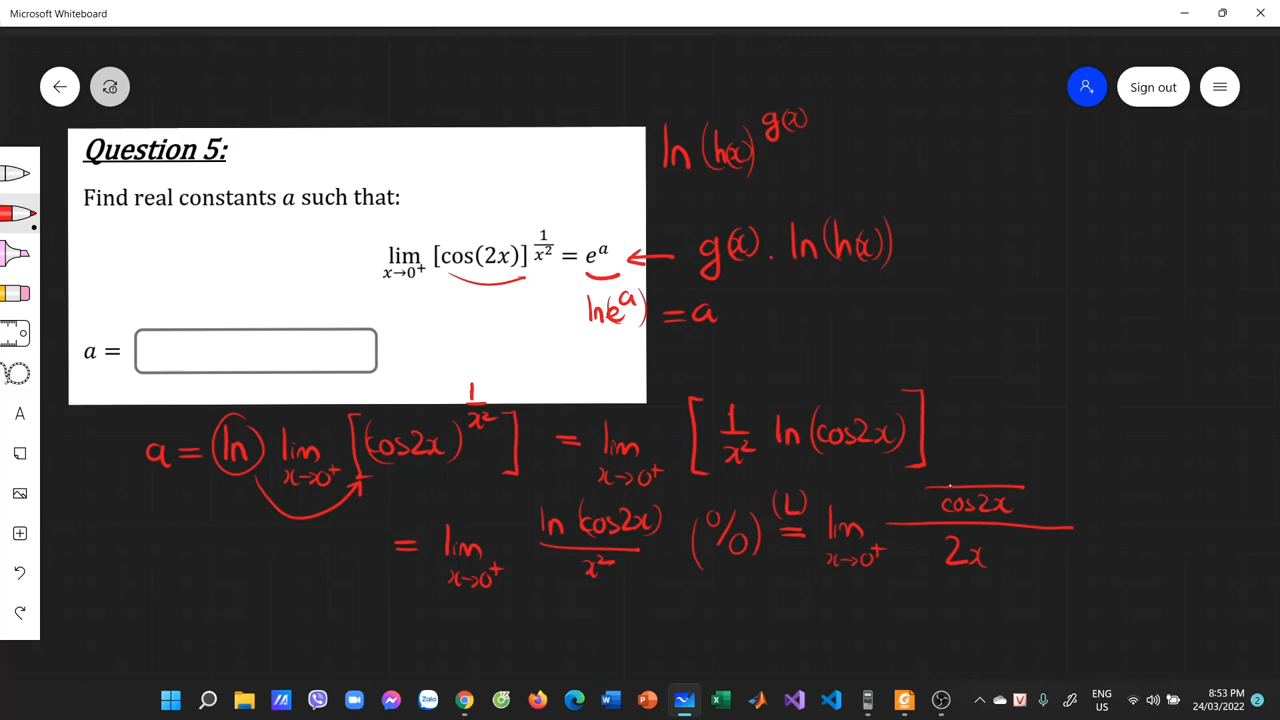 Microsoft Whiteboard
Sign out
Question 5:
Find real constants a such that:
lim x→0⁺ [cos(2x)]^(1/x²) = e^a
a =
ln (h(x))^g(x)
g(x) . ln(h(x))
ln(e^a) = a
a = ln lim x→0⁺ [(cos2x)^(1/x²)] = lim x→0⁺ [1/x² ln(cos2x)]
= lim x→0⁺ ln(cos2x)/x² (%) (L) = lim x→0⁺ cos2x / 2x
A
Zalo
ENG
US
8:53 PM
24/03/2022
2